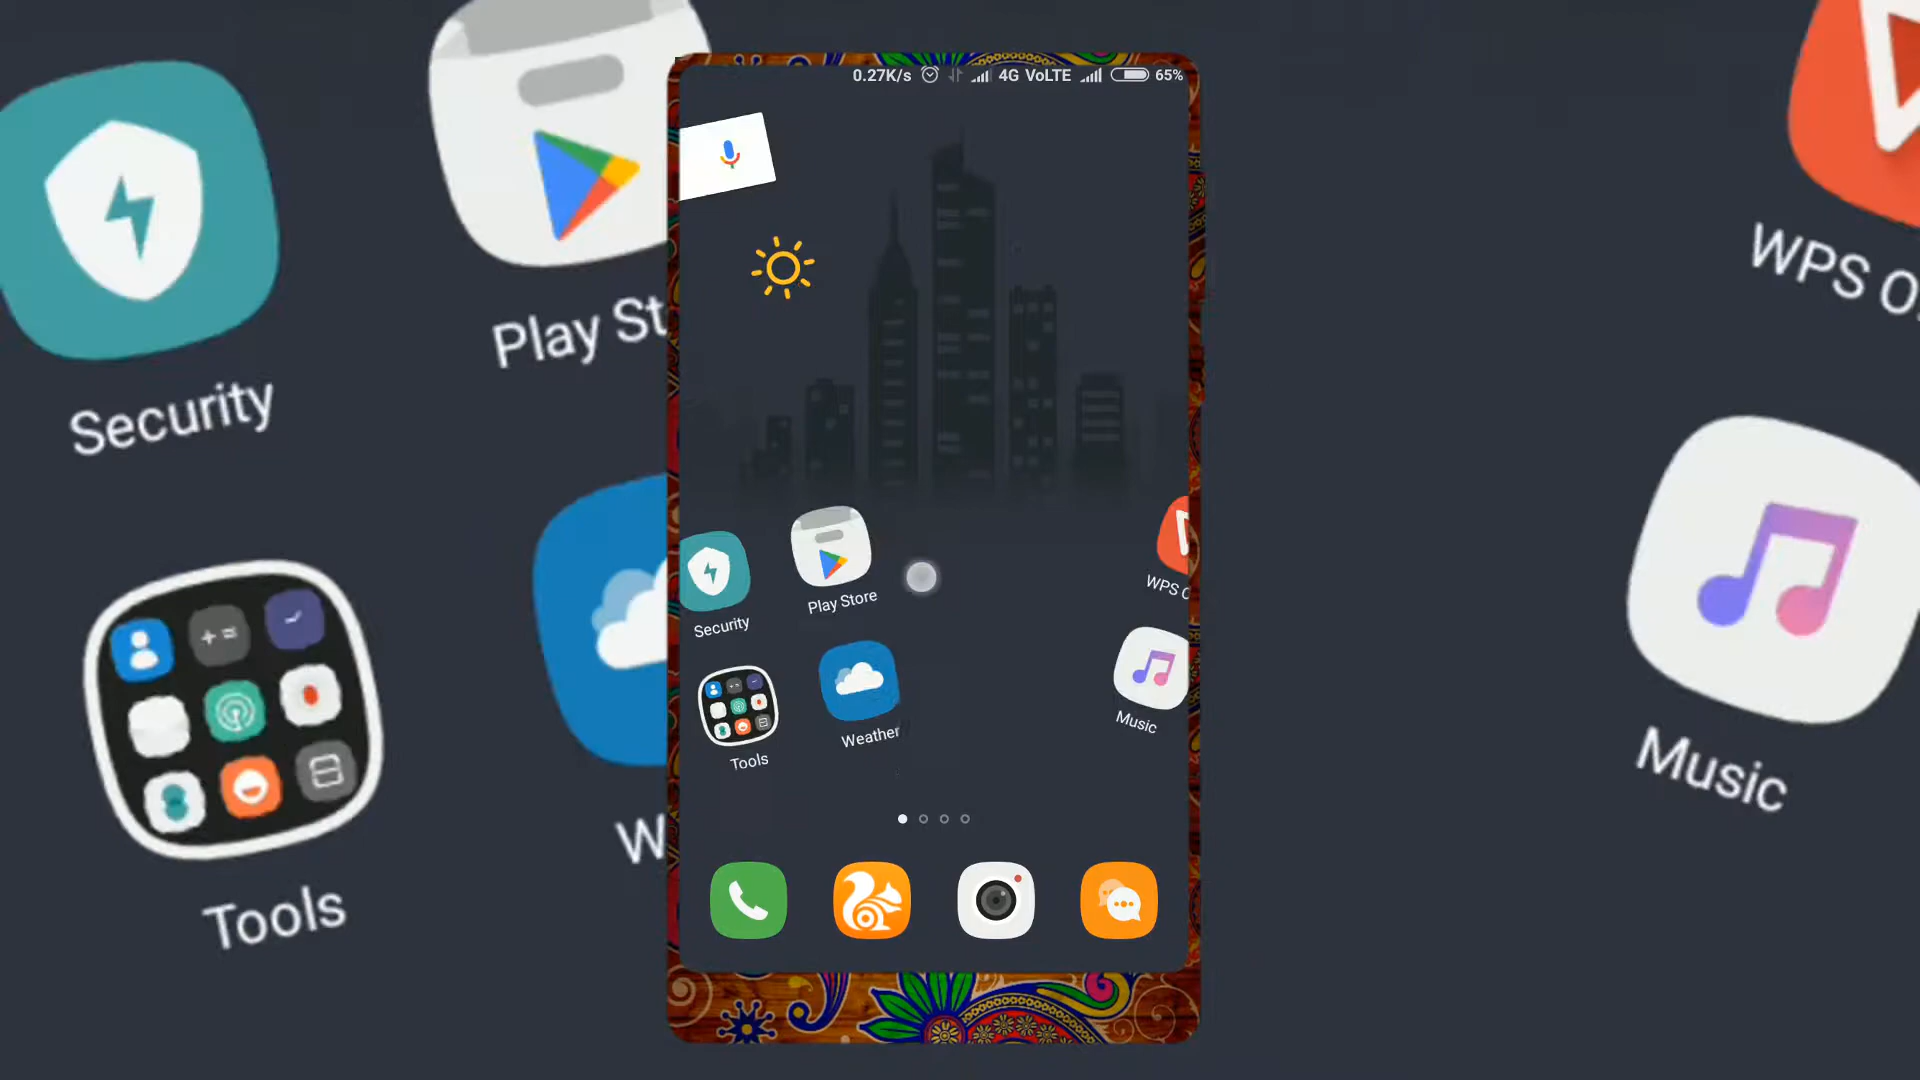 0.27K/s 4G VoLTE 65%
Security
Play St
WPS O
Tools
W
Music
Security
Play Store
WPS C
Tools
Weather
Music